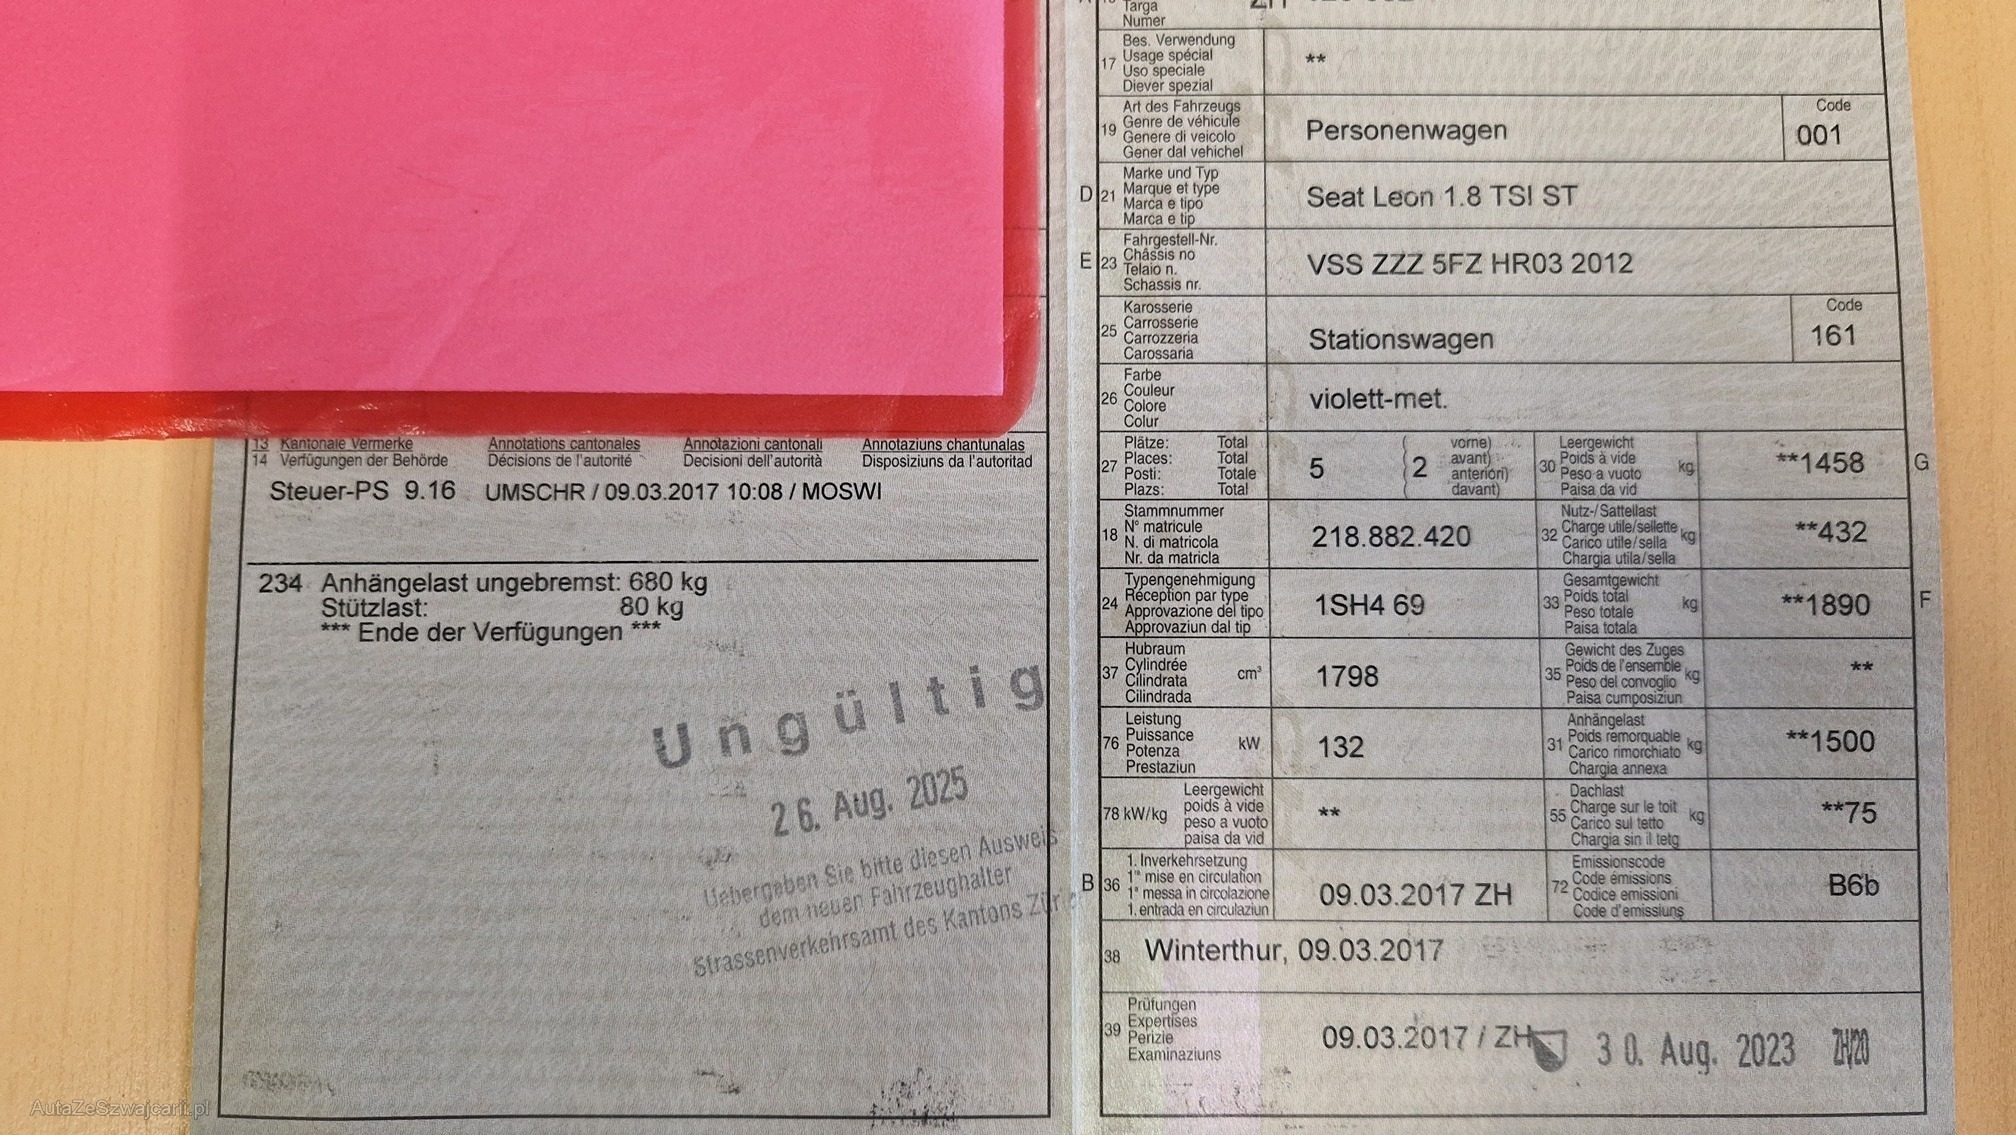 13 Kantonale Vermerke Annotations cantonales Annotazioni cantonali Annotaziuns chantunalas
14 Verfügungen der Behörde Décisions de l'autorité Decisioni dell'autorità Disposiziuns da l'autoritad
Steuer-PS 9.16 UMSCHR / 09.03.2017 10:08 / MOSWI
234 Anhängelast ungebremst: 680 kg
Stützlast: 80 kg
*** Ende der Verfügungen ***
Ungültig
26. Aug. 2025
Uebergeben Sie bitte diesen Ausweis
dem neuen Fahrzeughalter
Strassenverkehrsamt des Kantons
AutaZeSzwajcarii.pl
Targa
Numer
ZH
17
Bes. Verwendung
Usage spécial
Uso speciale
Diever spezial
**
19
Art des Fahrzeugs
Genre de véhicule
Genere di veicolo
Gener dal vehichel
Personenwagen
Code
001
D 21
Marke und Typ
Marque et type
Marca e tipo
Marca e tip
Seat Leon 1.8 TSI ST
E 23
Fahrgestell-Nr.
Châssis no
Telaio n.
Schassis nr.
VSS ZZZ 5FZ HR03 2012
25
Karosserie
Carrosserie
Carrozzeria
Carossaria
Stationswagen
Code
161
26
Farbe
Couleur
Colore
Colur
violett-met.
27
Plätze: Total
Places: Total
Posti: Totale
Plazs: Total
5
( 2
vorne)
avant)
anteriori)
davant)
30
Leergewicht
Poids à vide
Peso a vuoto
Paisa da vid
kg
**1458
G
18
Stammnummer
N° matricule
N. di matricola
Nr. da matricla
218.882.420
32
Nutz-/Sattellast
Charge utile/sellette
Carico utile/sella
Chargia utila/sella
kg
**432
24
Typengenehmigung
Réception par type
Approvazione del tipo
Approvaziun dal tip
1SH4 69
33
Gesamtgewicht
Poids total
Peso totale
Paisa totala
kg
**1890
F
37
Hubraum
Cylindrée
Cilindrata
Cilindrada
cm³
1798
35
Gewicht des Zuges
Poids de l'ensemble
Peso del convoglio
Paisa cumposiziun
kg
**
76
Leistung
Puissance
Potenza
Prestaziun
kW
132
31
Anhängelast
Poids remorquable
Carico rimorchiato
Chargia annexa
kg
**1500
78 kW/kg
Leergewicht
poids à vide
peso a vuoto
paisa da vid
**
55
Dachlast
Charge sur le toit
Carico sul tetto
Chargia sin il tetg
kg
**75
B 36
1. Inverkehrsetzung
1re mise en circulation
1a messa in circolazione
1. entrada en circulaziun
09.03.2017 ZH
72
Emissionscode
Code émissions
Codice emissioni
Code d'emissiuns
B6b
38 Winterthur, 09.03.2017
39
Prüfungen
Expertises
Perizie
Examinaziuns
09.03.2017 / ZH 30. Aug. 2023 ZH/20